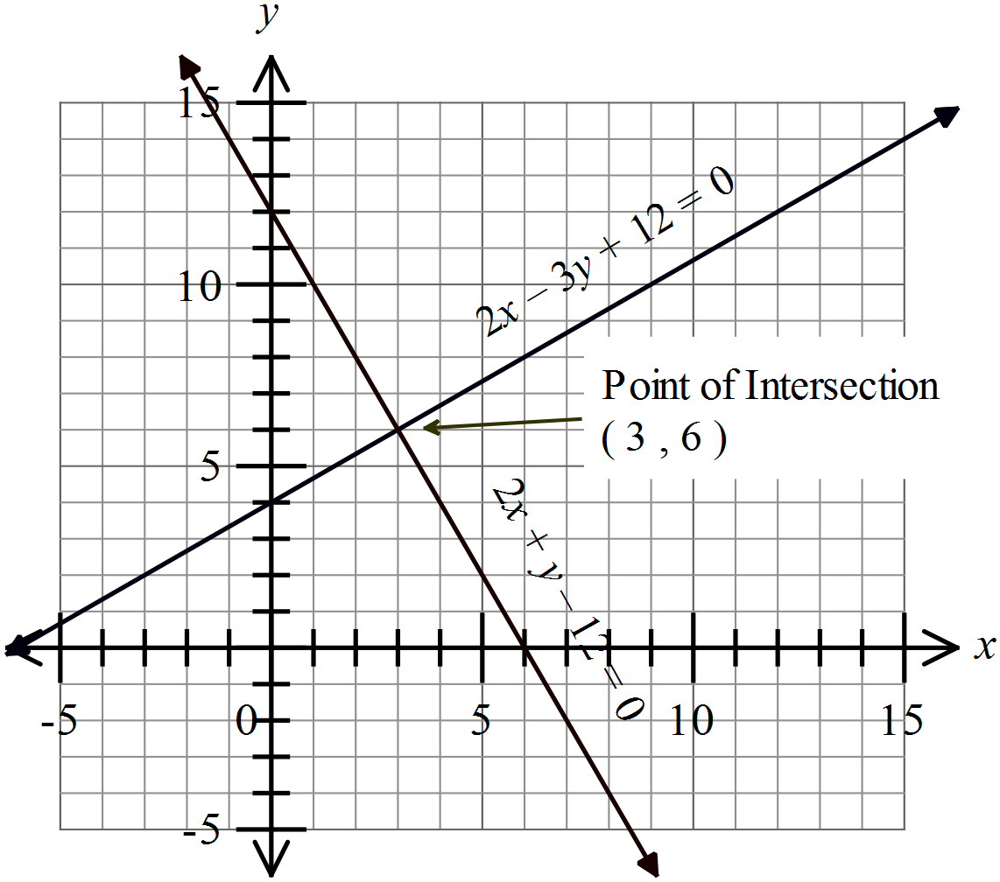 y
15
2x – 3y + 12 = 0
10
Point of Intersection
( 3 , 6 )
5
2x + y – 12 = 0
x
-5 0 5 10 15
-5